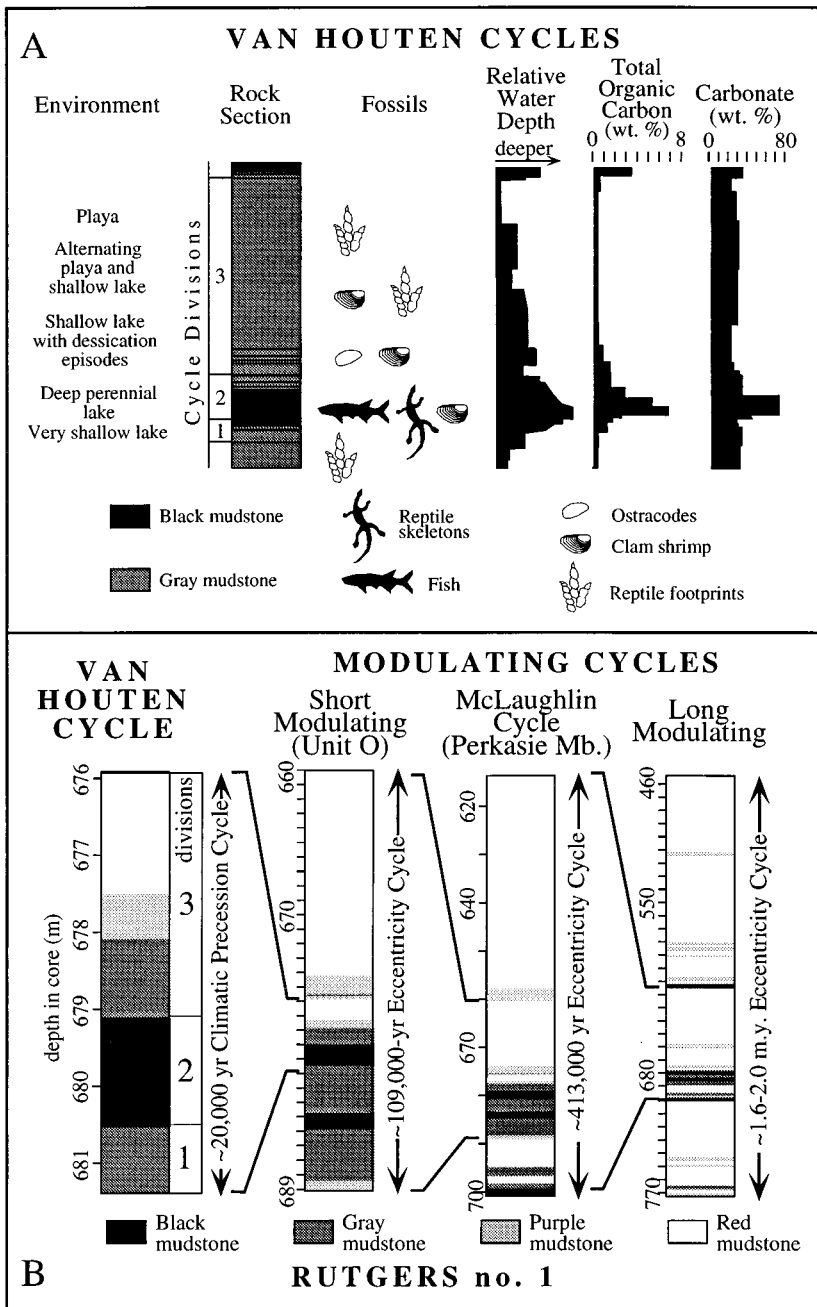 A
VAN HOUTEN CYCLES
Environment
Rock
Section
Fossils
Relative
Water
Depth
deeper
Total
Organic
Carbon
(wt. %)
0 8
Carbonate
(wt. %)
0 80
Playa
Alternating
playa and
shallow lake
Shallow lake
with dessication
episodes
Deep perennial
lake
Very shallow lake
Cycle Divisions
3
2
1
Black mudstone
Gray mudstone
Reptile
skeletons
Fish
Ostracodes
Clam shrimp
Reptile footprints
VAN
HOUTEN
CYCLE
MODULATING CYCLES
Short
Modulating
(Unit O)
McLaughlin
Cycle
(Perkasie Mb.)
Long
Modulating
depth in core (m)
676
677
678
679
680
681
divisions
3
2
1
~20,000 yr Climatic Precession Cycle
660
670
689
~109,000-yr Eccentricity Cycle
620
640
670
700
~413,000 yr Eccentricity Cycle
460
550
680
770
~1.6-2.0 m.y. Eccentricity Cycle
Black
mudstone
Gray
mudstone
Purple
mudstone
Red
mudstone
B
RUTGERS no. 1